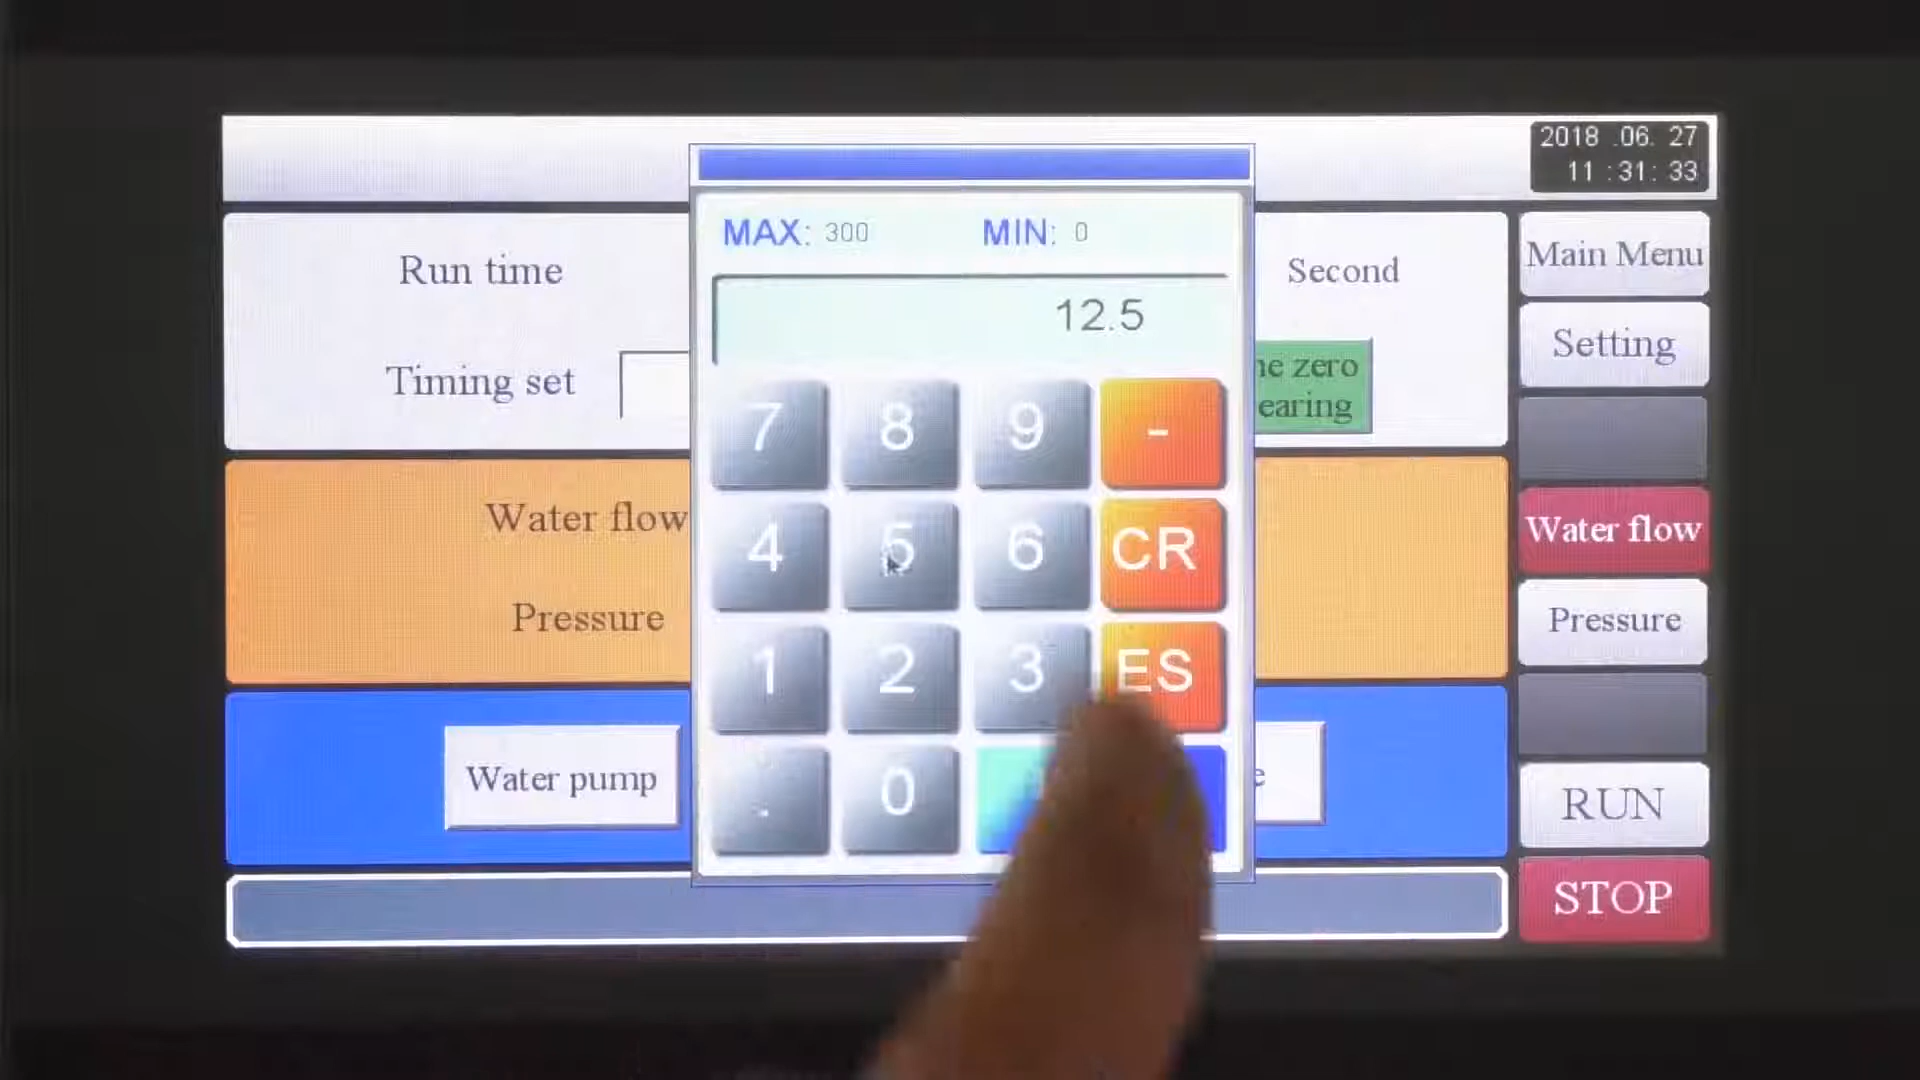 2018 .06. 27
11 :31: 33
MAX: 300 MIN: 0
12.5
Run time
Second
Timing set
zero
Water flow
Pressure
Water pump
7 8 9 -
4 5 6 CR
1 2 3 ES
. 0
Main Menu
Setting
Water flow
Pressure
RUN
STOP